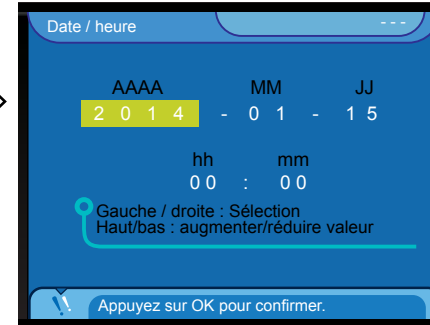 Date / heure - - -
AAAA MM JJ
2 0 1 4 - 0 1 - 1 5
hh mm
0 0 : 0 0
Gauche / droite : Sélection
Haut/bas : augmenter/réduire valeur
Appuyez sur OK pour confirmer.